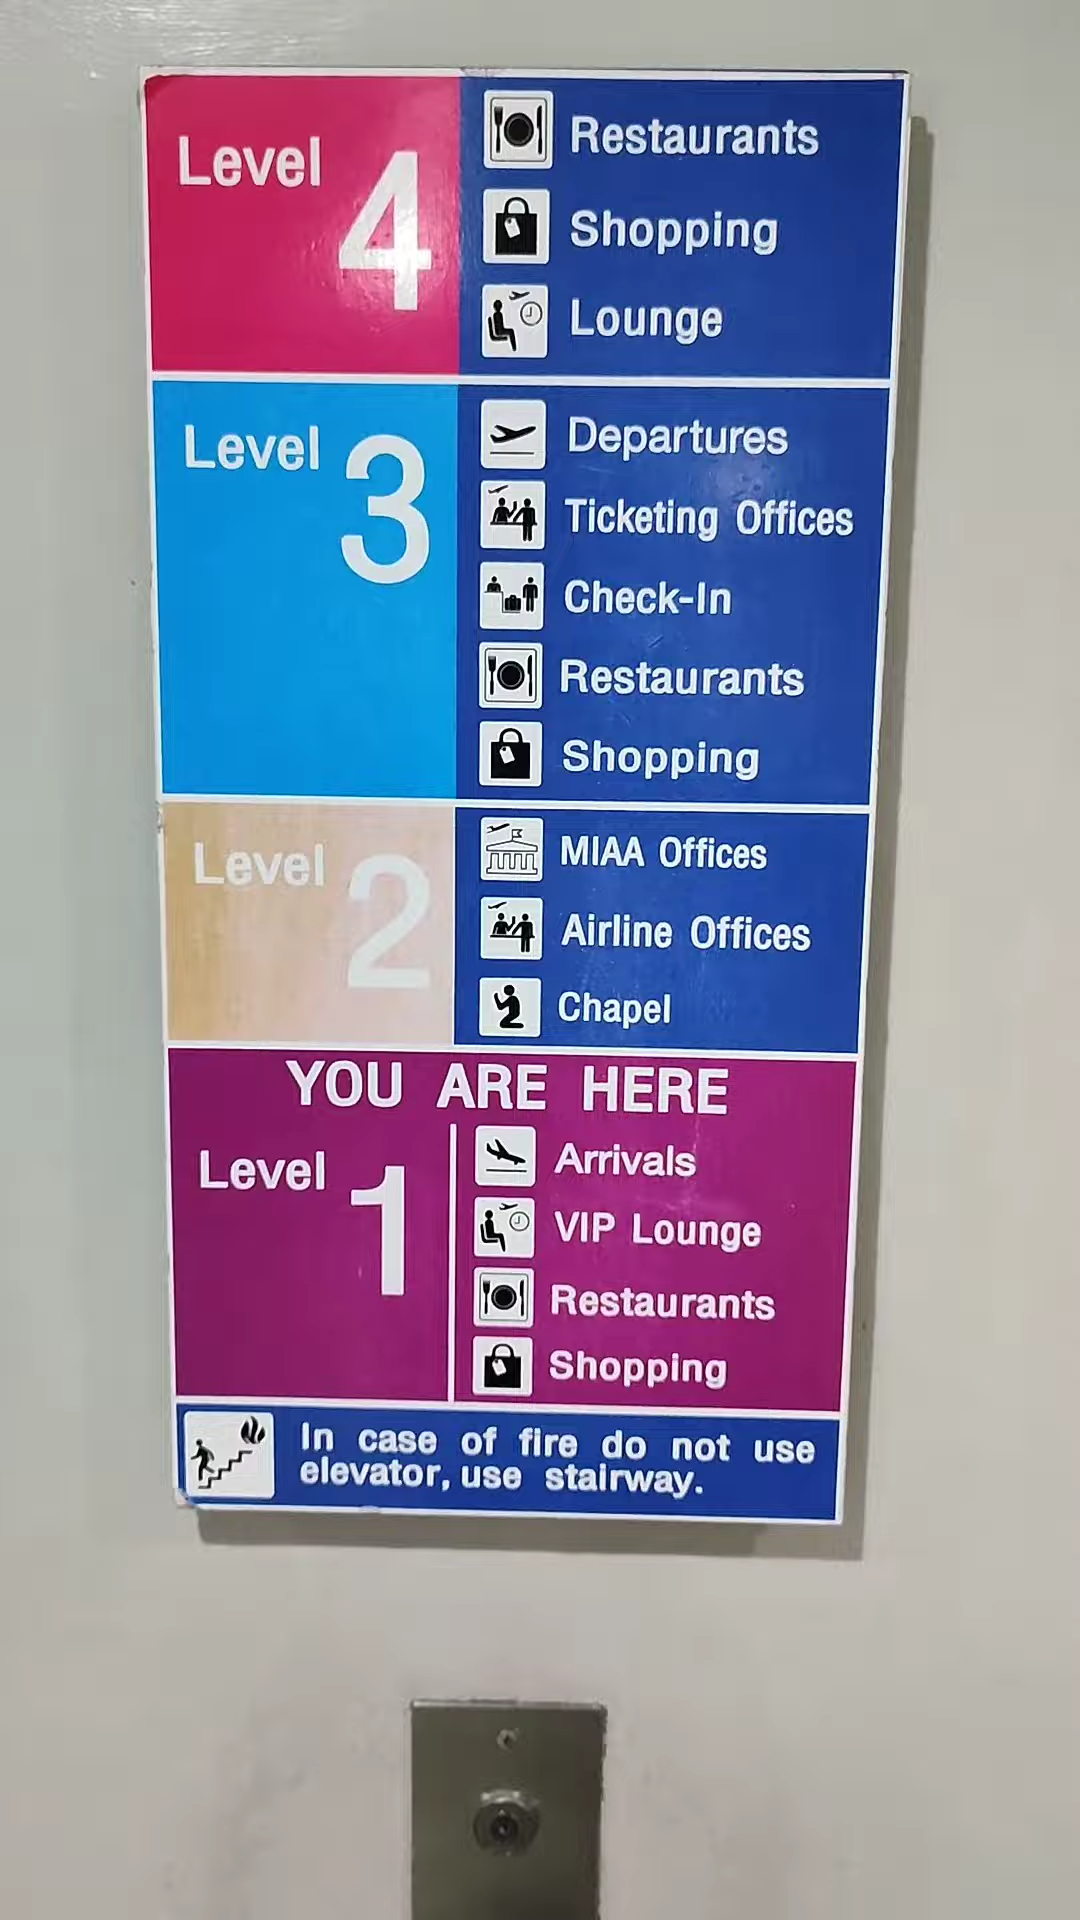 Level 4
Restaurants
Shopping
Lounge
Level 3
Departures
Ticketing Offices
Check-In
Restaurants
Shopping
Level 2
MIAA Offices
Airline Offices
Chapel
YOU ARE HERE
Level 1
Arrivals
VIP Lounge
Restaurants
Shopping
In case of fire do not use
elevator, use stairway.